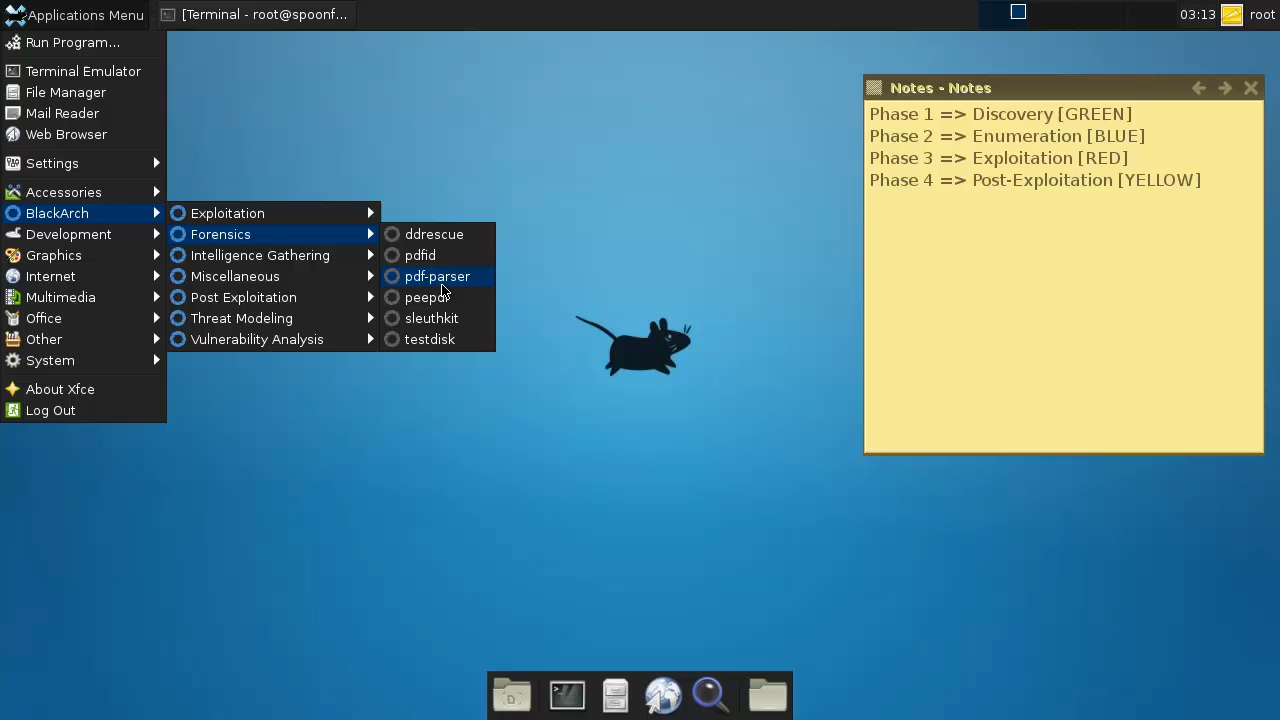 Applications Menu
[Terminal - root@spoonf...
03:13
root
Run Program...
Terminal Emulator
File Manager
Mail Reader
Web Browser
Settings
Accessories
BlackArch
Development
Graphics
Internet
Multimedia
Office
Other
System
About Xfce
Log Out
Exploitation
Forensics
Intelligence Gathering
Miscellaneous
Post Exploitation
Threat Modeling
Vulnerability Analysis
ddrescue
pdfid
pdf-parser
peepdf
sleuthkit
testdisk
Notes - Notes
Phase 1 => Discovery [GREEN]
Phase 2 => Enumeration [BLUE]
Phase 3 => Exploitation [RED]
Phase 4 => Post-Exploitation [YELLOW]